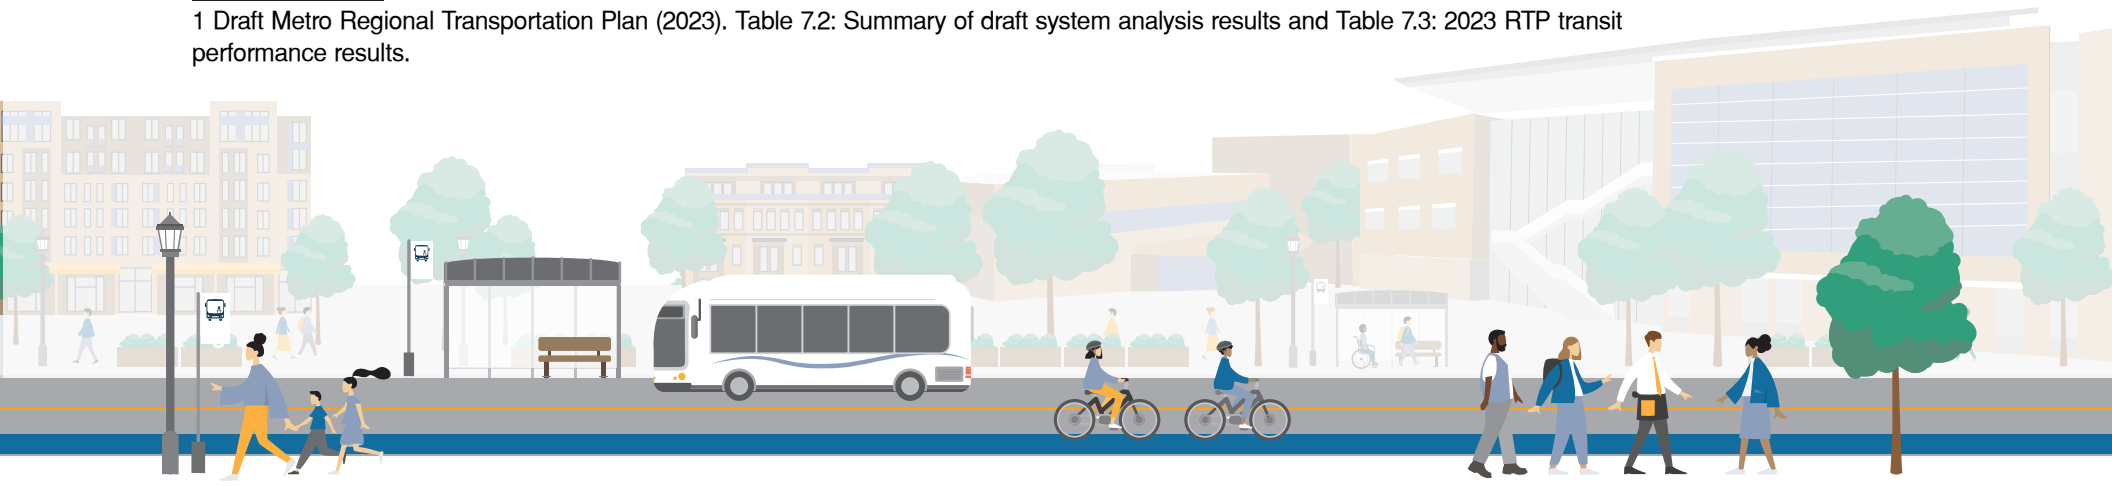 1 Draft Metro Regional Transportation Plan (2023). Table 7.2: Summary of draft system analysis results and Table 7.3: 2023 RTP transit
performance results.